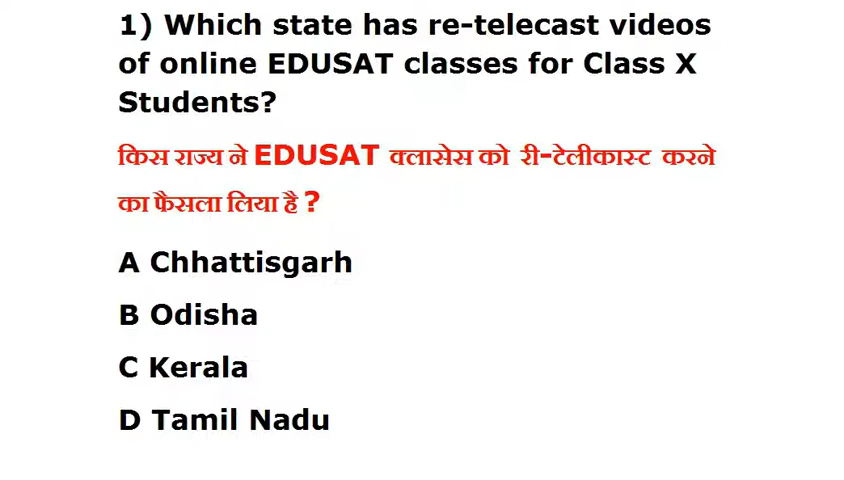 1) Which state has re-telecast videos
of online EDUSAT classes for Class X
Students?
किस राज्य ने EDUSAT क्लासेस को री-टेलीकास्ट करने
का फैसला लिया है ?
A Chhattisgarh
B Odisha
C Kerala
D Tamil Nadu